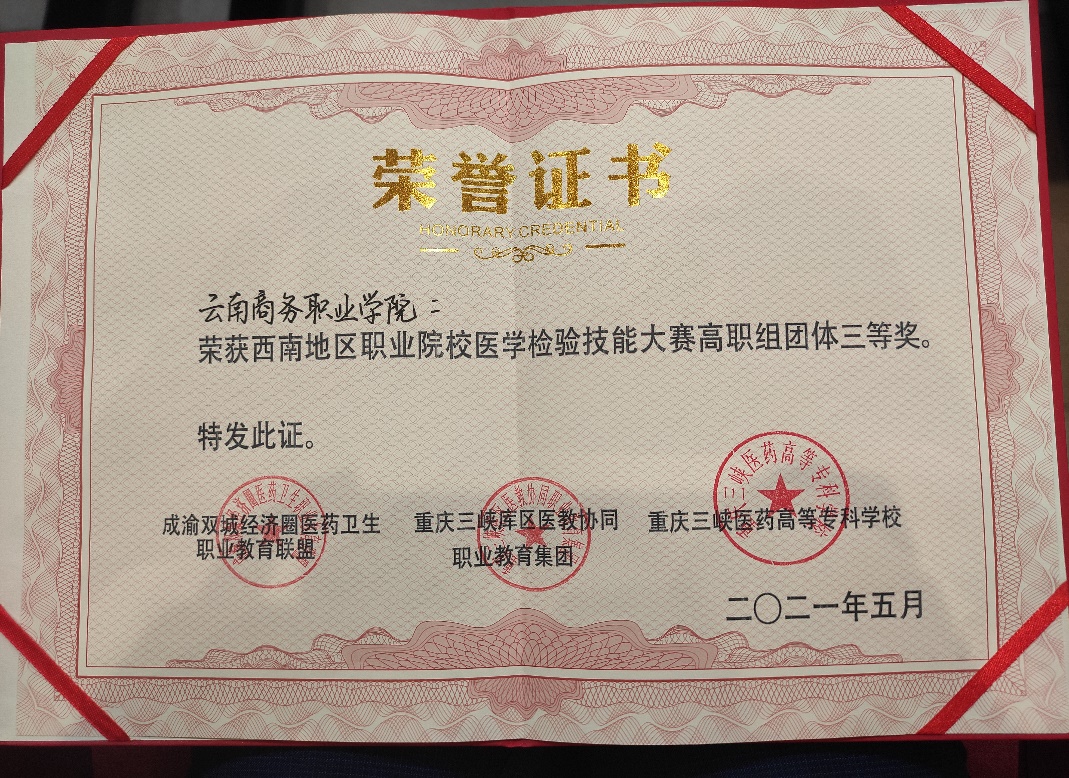 荣誉证书
HONORARY CREDENTIAL
云南商务职业学院：
荣获西南地区职业院校医学检验技能大赛高职组团体三等奖。
特发此证。
成渝双城经济圈医药卫生
职业教育联盟
重庆三峡库区医教协同
职业教育集团
重庆三峡医药高等专科学校
二〇二一年五月